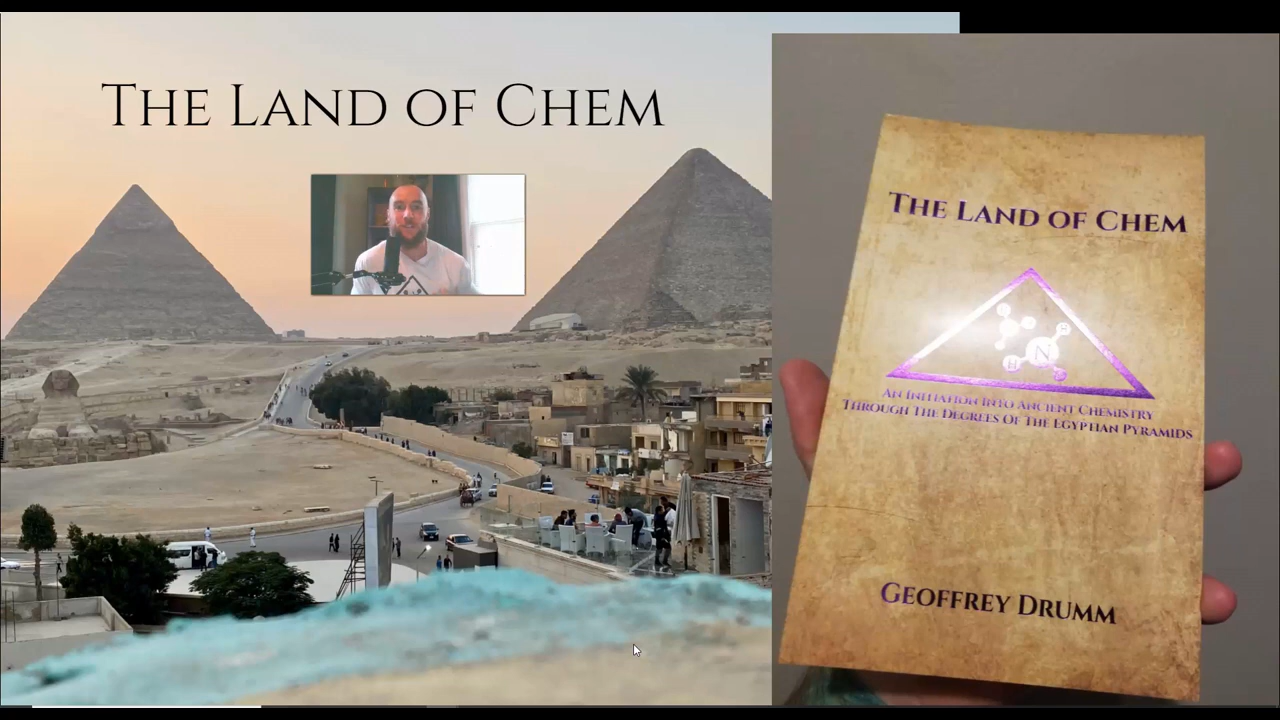 The Land of Chem
The Land of Chem
N
H
An Initiation Into Ancient Chemistry
Through The Degrees Of The Egyptian Pyramids
Geoffrey Drumm